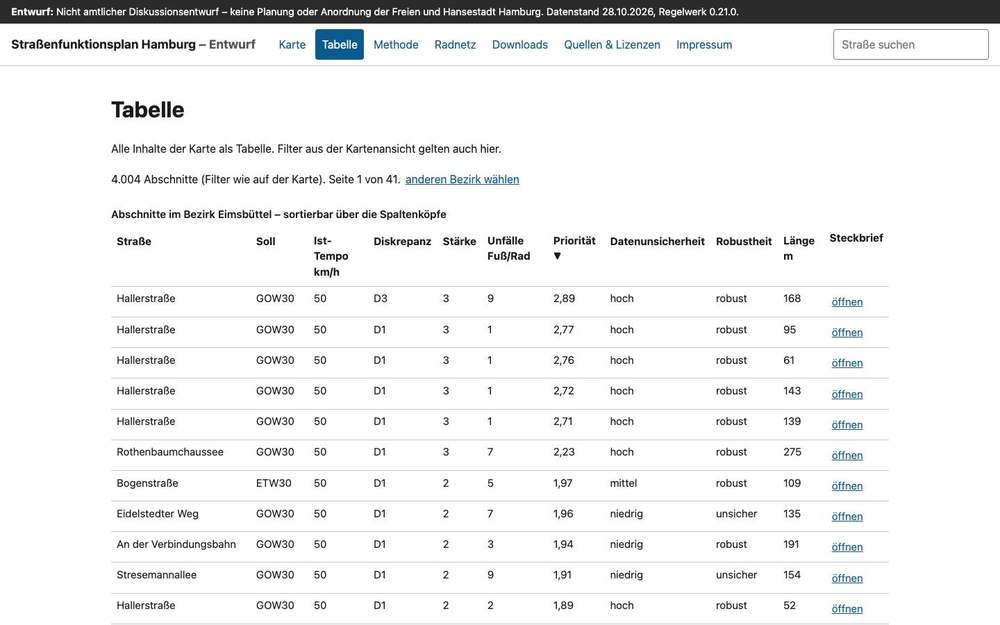 Entwurf: Nicht amtlicher Diskussionsentwurf – keine Planung oder Anordnung der Freien und Hansestadt Hamburg. Datenstand 28.10.2026, Regelwerk 0.21.0.
Straßenfunktionsplan Hamburg – Entwurf Karte Tabelle Methode Radnetz Downloads Quellen & Lizenzen Impressum Straße suchen
Tabelle
Alle Inhalte der Karte als Tabelle. Filter aus der Kartenansicht gelten auch hier.
4.004 Abschnitte (Filter wie auf der Karte). Seite 1 von 41. anderen Bezirk wählen
Abschnitte im Bezirk Eimsbüttel – sortierbar über die Spaltenköpfe
Straße Soll Ist-Tempo km/h Diskrepanz Stärke Unfälle Fuß/Rad Priorität ▼ Datenunsicherheit Robustheit Länge m Steckbrief
Hallerstraße GOW30 50 D3 3 9 2,89 hoch robust 168 öffnen
Hallerstraße GOW30 50 D1 3 1 2,77 hoch robust 95 öffnen
Hallerstraße GOW30 50 D1 3 1 2,76 hoch robust 61 öffnen
Hallerstraße GOW30 50 D1 3 1 2,72 hoch robust 143 öffnen
Hallerstraße GOW30 50 D1 3 1 2,71 hoch robust 139 öffnen
Rothenbaumchaussee GOW30 50 D1 3 7 2,23 hoch robust 275 öffnen
Bogenstraße ETW30 50 D1 2 5 1,97 mittel robust 109 öffnen
Eidelstedter Weg GOW30 50 D1 2 7 1,96 niedrig unsicher 135 öffnen
An der Verbindungsbahn GOW30 50 D1 2 3 1,94 niedrig robust 191 öffnen
Stresemannallee GOW30 50 D1 2 9 1,91 niedrig unsicher 154 öffnen
Hallerstraße GOW30 50 D1 2 2 1,89 hoch robust 52 öffnen